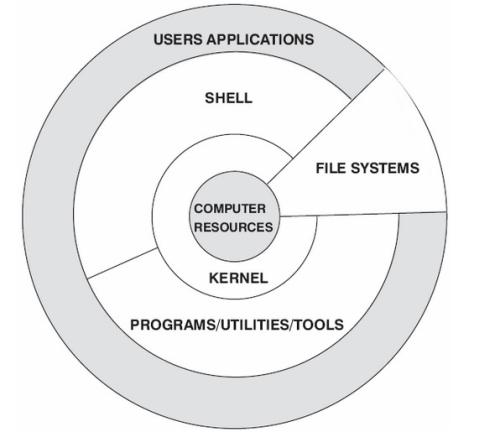 USERS APPLICATIONS
SHELL
FILE SYSTEMS
COMPUTER
RESOURCES
KERNEL
PROGRAMS/UTILITIES/TOOLS